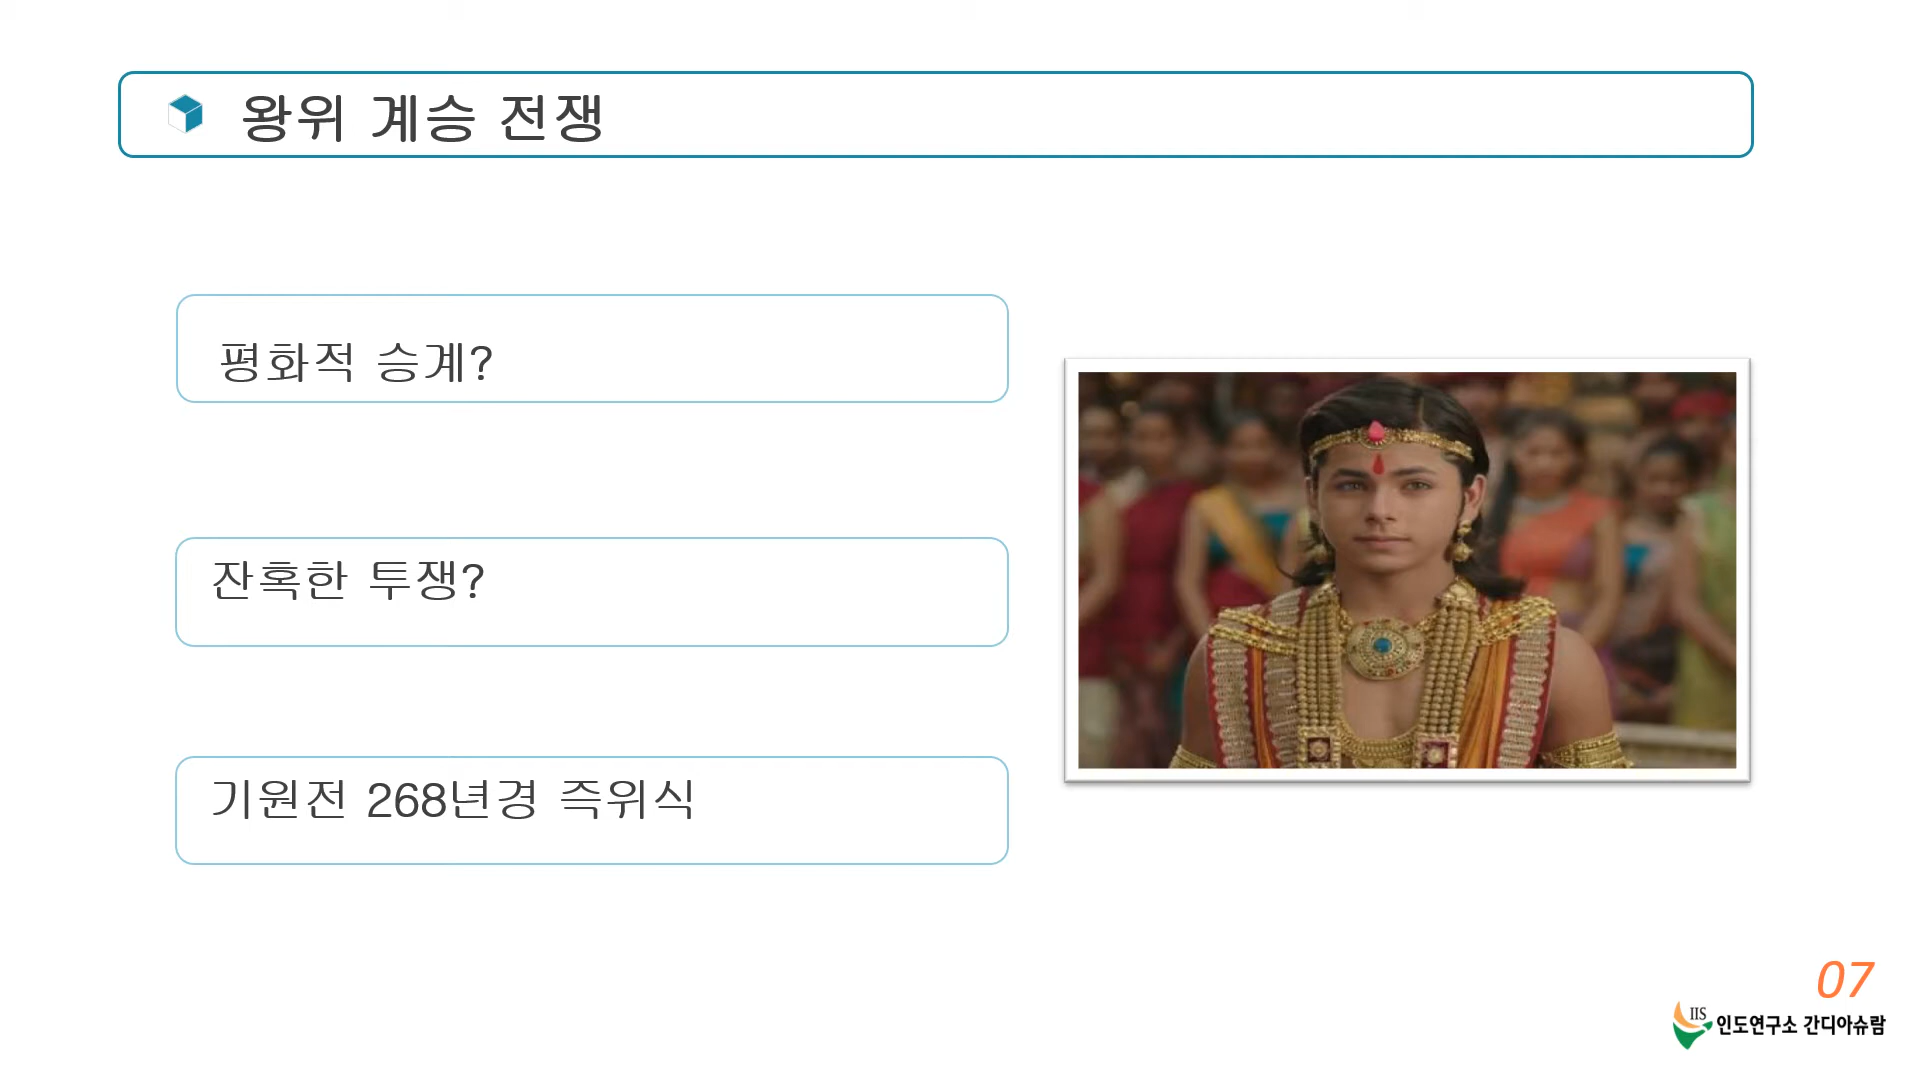 왕위 계승 전쟁
평화적 승계?
잔혹한 투쟁?
기원전 268년경 즉위식
07
IIS
인도연구소 간디아슈람